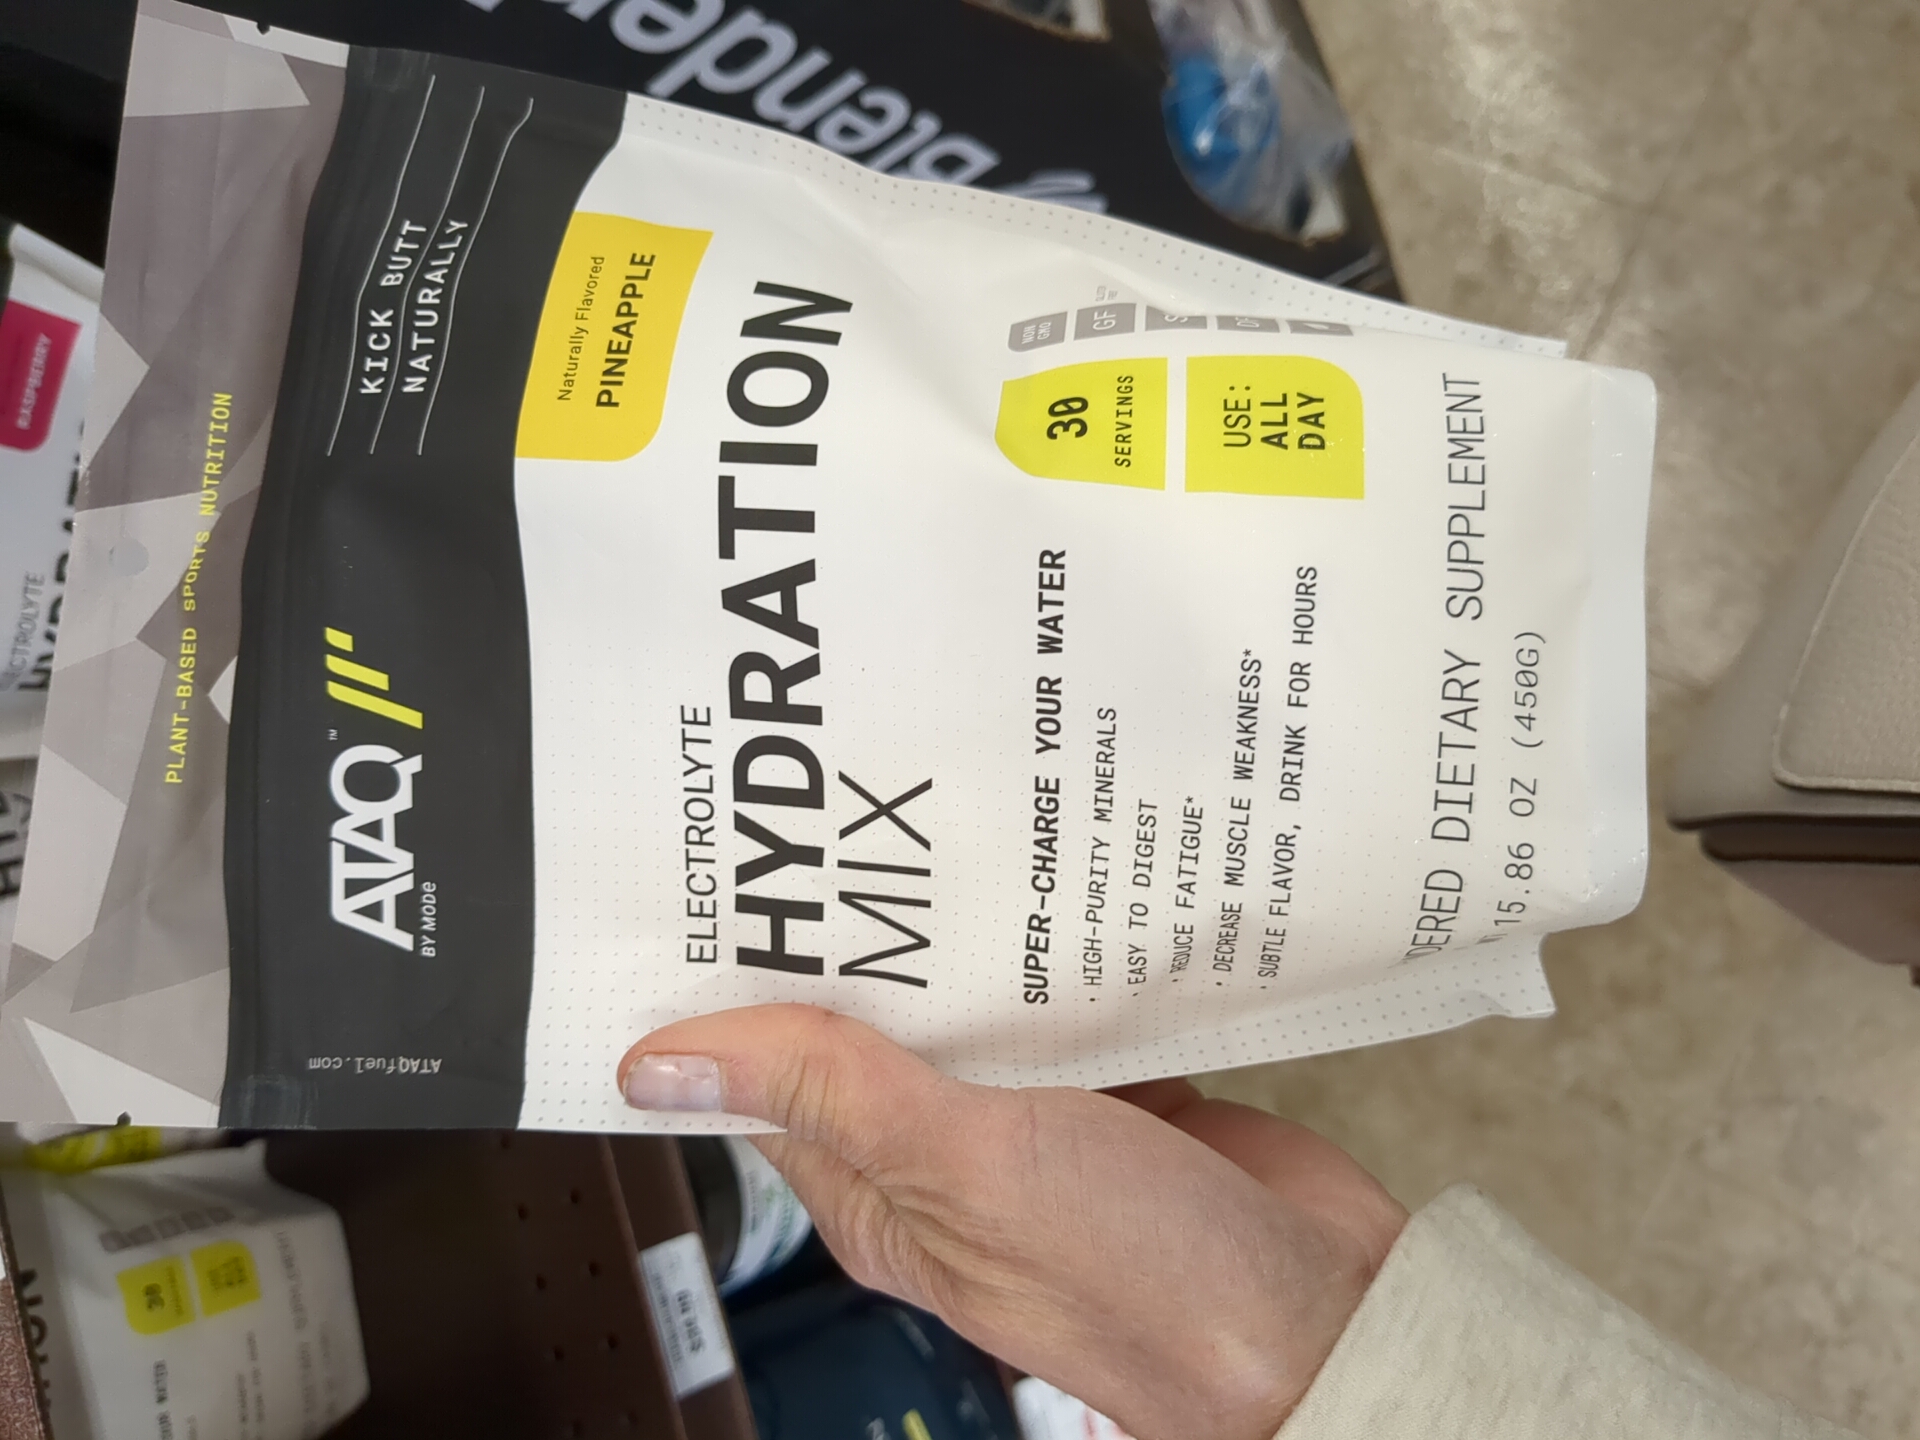 PLANT-BASED SPORTS NUTRITION
ATAQ™
BY MODE
KICK BUTT
NATURALLY
ATAQfuel.com
Naturally Flavored
PINEAPPLE
ELECTROLYTE
HYDRATION
MIX
SUPER-CHARGE YOUR WATER
· HIGH-PURITY MINERALS
· EASY TO DIGEST
· REDUCE FATIGUE*
· DECREASE MUSCLE WEAKNESS*
· SUBTLE FLAVOR, DRINK FOR HOURS
30
SERVINGS
USE:
ALL
DAY
NON
GMO
GF
DIETARY SUPPLEMENT
15.86 OZ (450G)
RASPBERRY
30